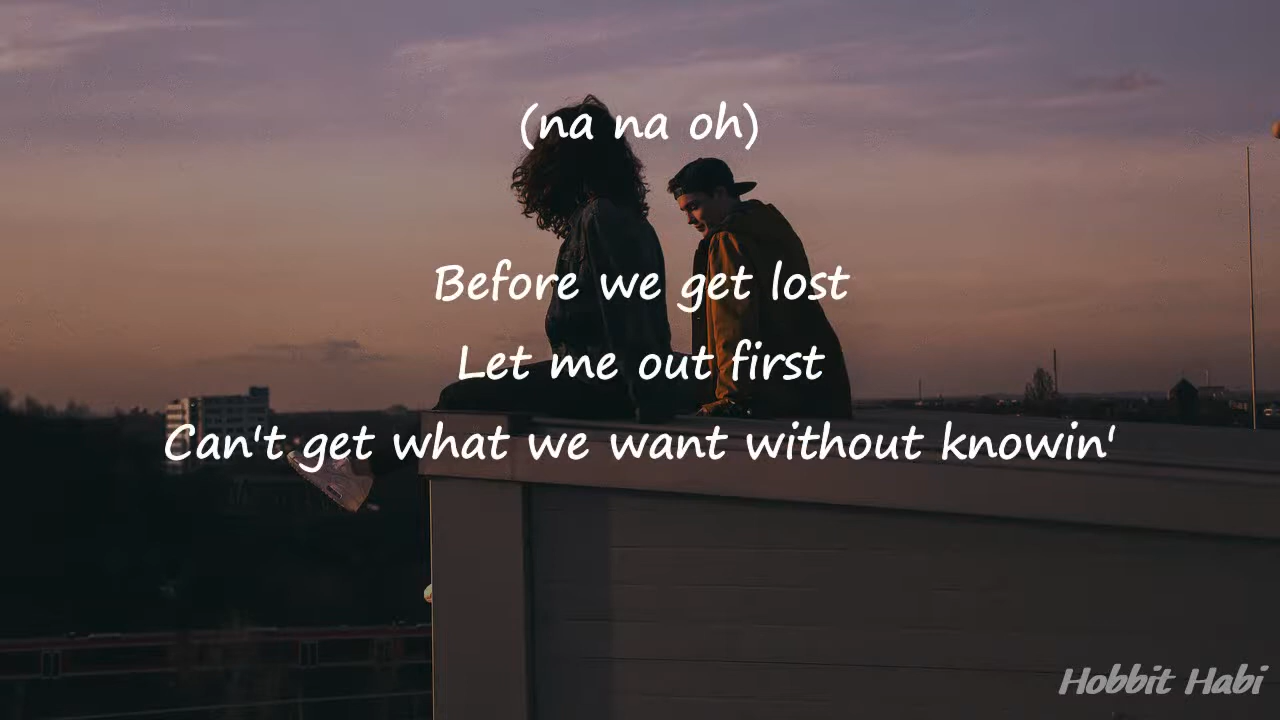 (na na oh)
Before we get lost
Let me out first
Can't get what we want without knowin'
Hobbit Habi